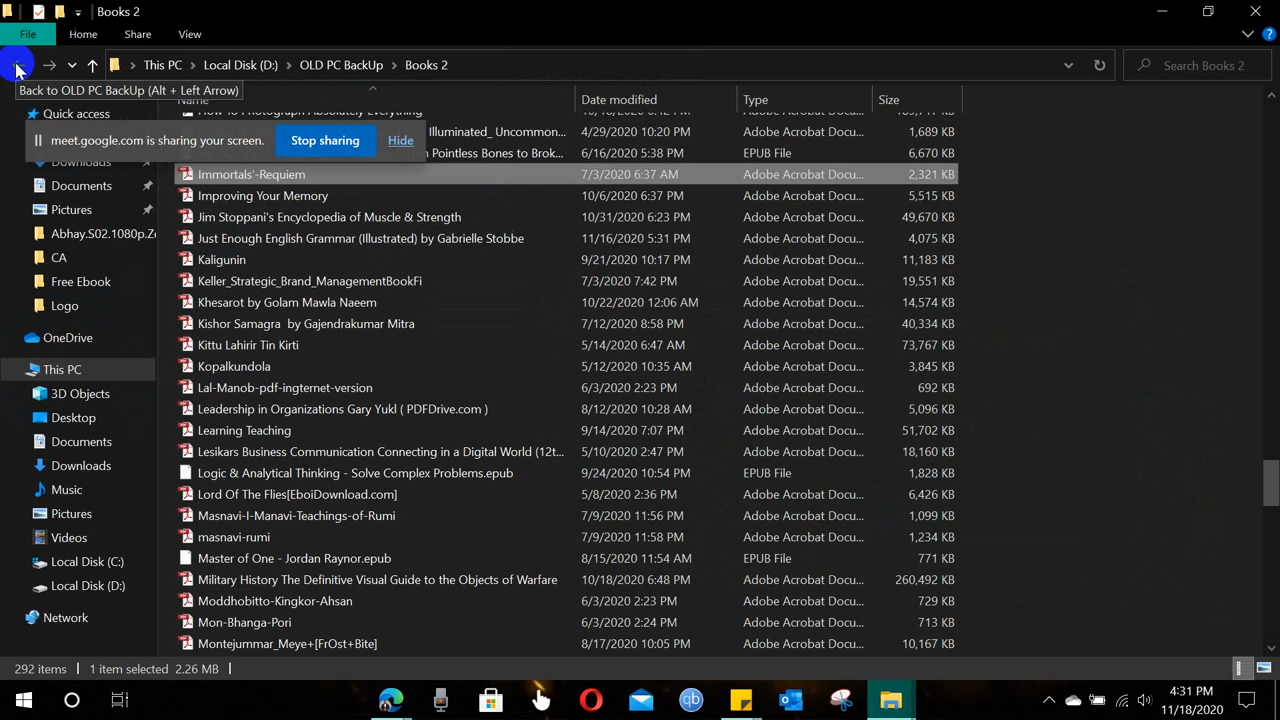 Books 2
File Home Share View
This PC Local Disk (D:) OLD PC BackUp Books 2 Search Books 2
Back to OLD PC BackUp (Alt + Left Arrow)
Name Date modified Type Size
Quick access
meet.google.com is sharing your screen. Stop sharing Hide
Downloads
Documents
Pictures
Abhay.S02.1080p.Ze
CA
Free Ebook
Logo
OneDrive
This PC
3D Objects
Desktop
Documents
Downloads
Music
Pictures
Videos
Local Disk (C:)
Local Disk (D:)
Network
How To Photograph Absolutely Everything
Illuminated_ Uncommon... 4/29/2020 10:20 PM Adobe Acrobat Docu... 1,689 KB
from Pointless Bones to Brok... 6/16/2020 5:38 PM EPUB File 6,670 KB
Immortals'-Requiem 7/3/2020 6:37 AM Adobe Acrobat Docu... 2,321 KB
Improving Your Memory 10/6/2020 6:37 PM Adobe Acrobat Docu... 5,515 KB
Jim Stoppani's Encyclopedia of Muscle & Strength 10/31/2020 6:23 PM Adobe Acrobat Docu... 49,670 KB
Just Enough English Grammar (Illustrated) by Gabrielle Stobbe 11/16/2020 5:31 PM Adobe Acrobat Docu... 4,075 KB
Kaligunin 9/21/2020 10:13 PM Adobe Acrobat Docu... 11,183 KB
Keller_Strategic_Brand_ManagementBookFi 7/3/2020 7:42 PM Adobe Acrobat Docu... 19,551 KB
Khesarot by Golam Mawla Naeem 10/22/2020 12:06 AM Adobe Acrobat Docu... 14,574 KB
Kishor Samagra by Gajendrakumar Mitra 7/12/2020 8:58 PM Adobe Acrobat Docu... 40,334 KB
Kittu Lahirir Tin Kirti 5/14/2020 6:47 AM Adobe Acrobat Docu... 73,767 KB
Kopalkundola 5/12/2020 10:35 AM Adobe Acrobat Docu... 3,845 KB
Lal-Manob-pdf-ingternet-version 6/3/2020 2:23 PM Adobe Acrobat Docu... 692 KB
Leadership in Organizations Gary Yukl ( PDFDrive.com ) 8/12/2020 10:28 AM Adobe Acrobat Docu... 5,096 KB
Learning Teaching 9/14/2020 7:07 PM Adobe Acrobat Docu... 51,702 KB
Lesikars Business Communication Connecting in a Digital World (12t... 5/10/2020 2:47 PM Adobe Acrobat Docu... 18,160 KB
Logic & Analytical Thinking - Solve Complex Problems.epub 9/24/2020 10:54 PM EPUB File 1,828 KB
Lord Of The Flies[EboiDownload.com] 5/8/2020 2:36 PM Adobe Acrobat Docu... 6,426 KB
Masnavi-I-Manavi-Teachings-of-Rumi 7/9/2020 11:56 PM Adobe Acrobat Docu... 1,099 KB
masnavi-rumi 7/9/2020 11:58 PM Adobe Acrobat Docu... 1,234 KB
Master of One - Jordan Raynor.epub 8/15/2020 11:54 AM EPUB File 771 KB
Military History The Definitive Visual Guide to the Objects of Warfare 10/18/2020 6:48 PM Adobe Acrobat Docu... 260,492 KB
Moddhobitto-Kingkor-Ahsan 6/3/2020 2:23 PM Adobe Acrobat Docu... 729 KB
Mon-Bhanga-Pori 6/3/2020 2:24 PM Adobe Acrobat Docu... 713 KB
Montejummar_Meye+[FrOst+Bite] 8/17/2020 10:05 PM Adobe Acrobat Docu... 10,167 KB
292 items 1 item selected 2.26 MB
qb
4:31 PM
11/18/2020